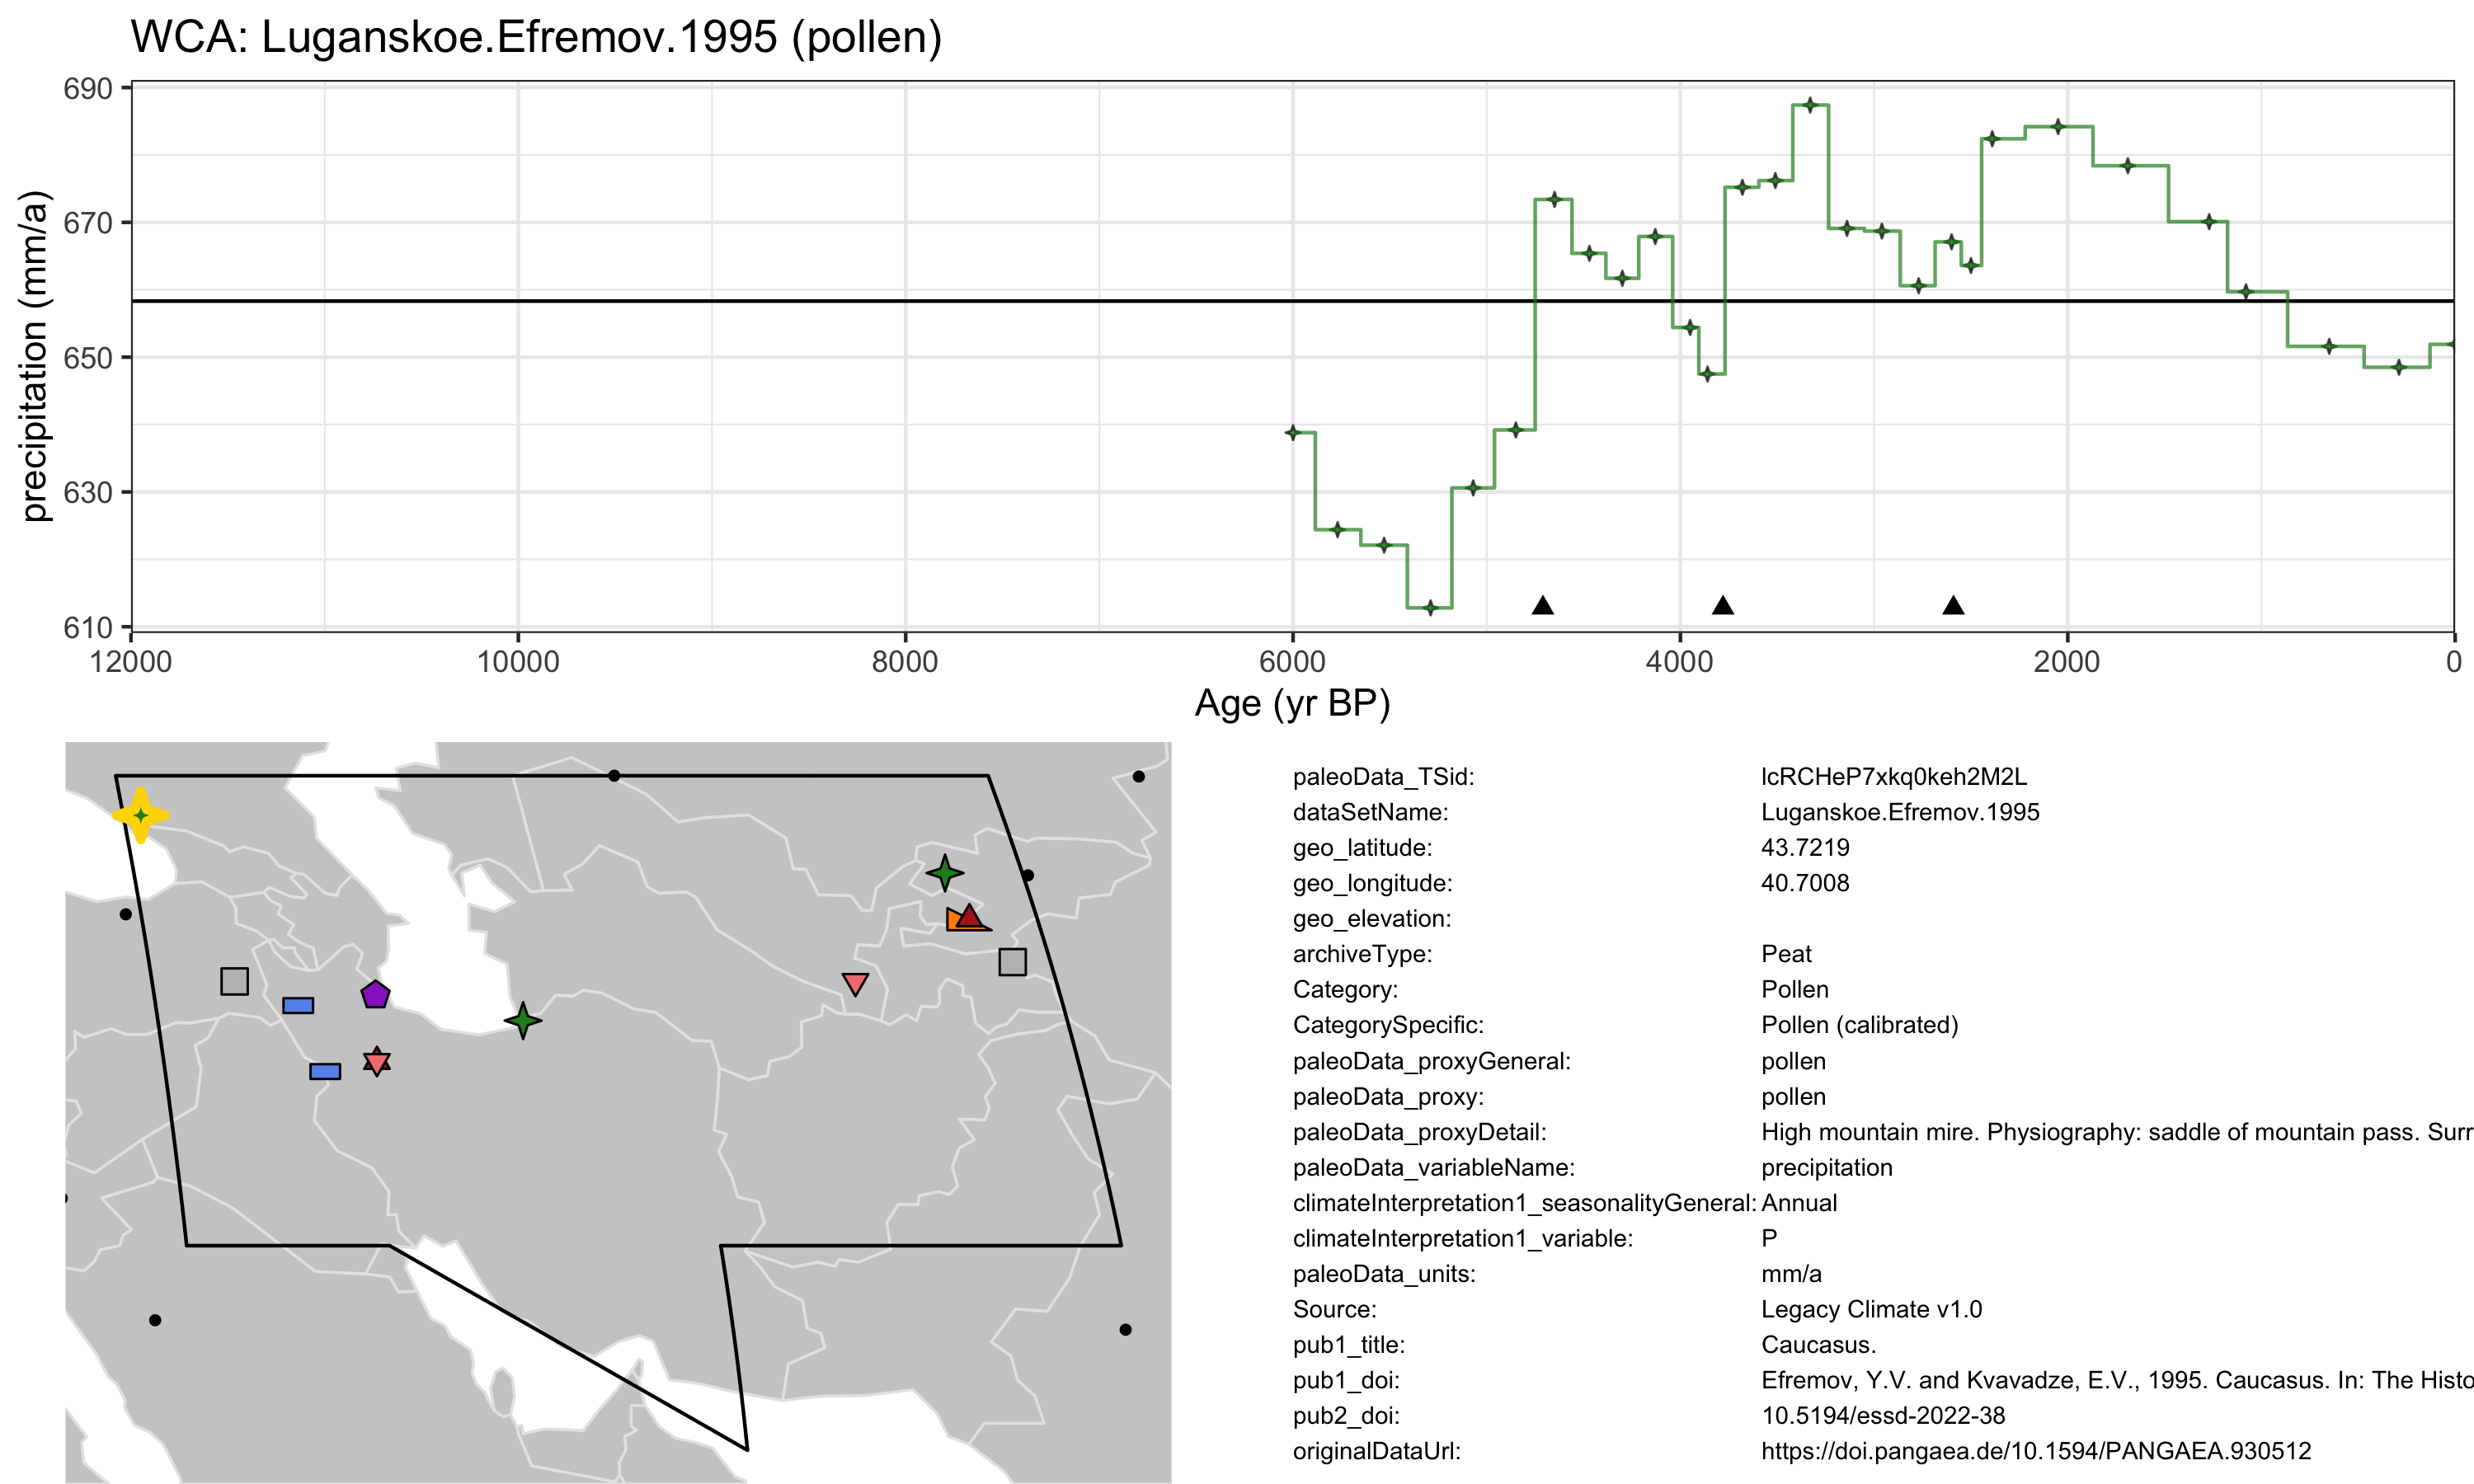 WCA: Luganskoe.Efremov.1995 (pollen)
precipitation (mm/a)
690
670
650
630
610
12000 10000 8000 6000 4000 2000 0
Age (yr BP)
paleoData_TSid: lcRCHeP7xkq0keh2M2L
dataSetName: Luganskoe.Efremov.1995
geo_latitude: 43.7219
geo_longitude: 40.7008
geo_elevation:
archiveType: Peat
Category: Pollen
CategorySpecific: Pollen (calibrated)
paleoData_proxyGeneral: pollen
paleoData_proxy: pollen
paleoData_proxyDetail: High mountain mire. Physiography: saddle of mountain pass. Surr
paleoData_variableName: precipitation
climateInterpretation1_seasonalityGeneral: Annual
climateInterpretation1_variable: P
paleoData_units: mm/a
Source: Legacy Climate v1.0
pub1_title: Caucasus.
pub1_doi: Efremov, Y.V. and Kvavadze, E.V., 1995. Caucasus. In: The Histo
pub2_doi: 10.5194/essd-2022-38
originalDataUrl: https://doi.pangaea.de/10.1594/PANGAEA.930512